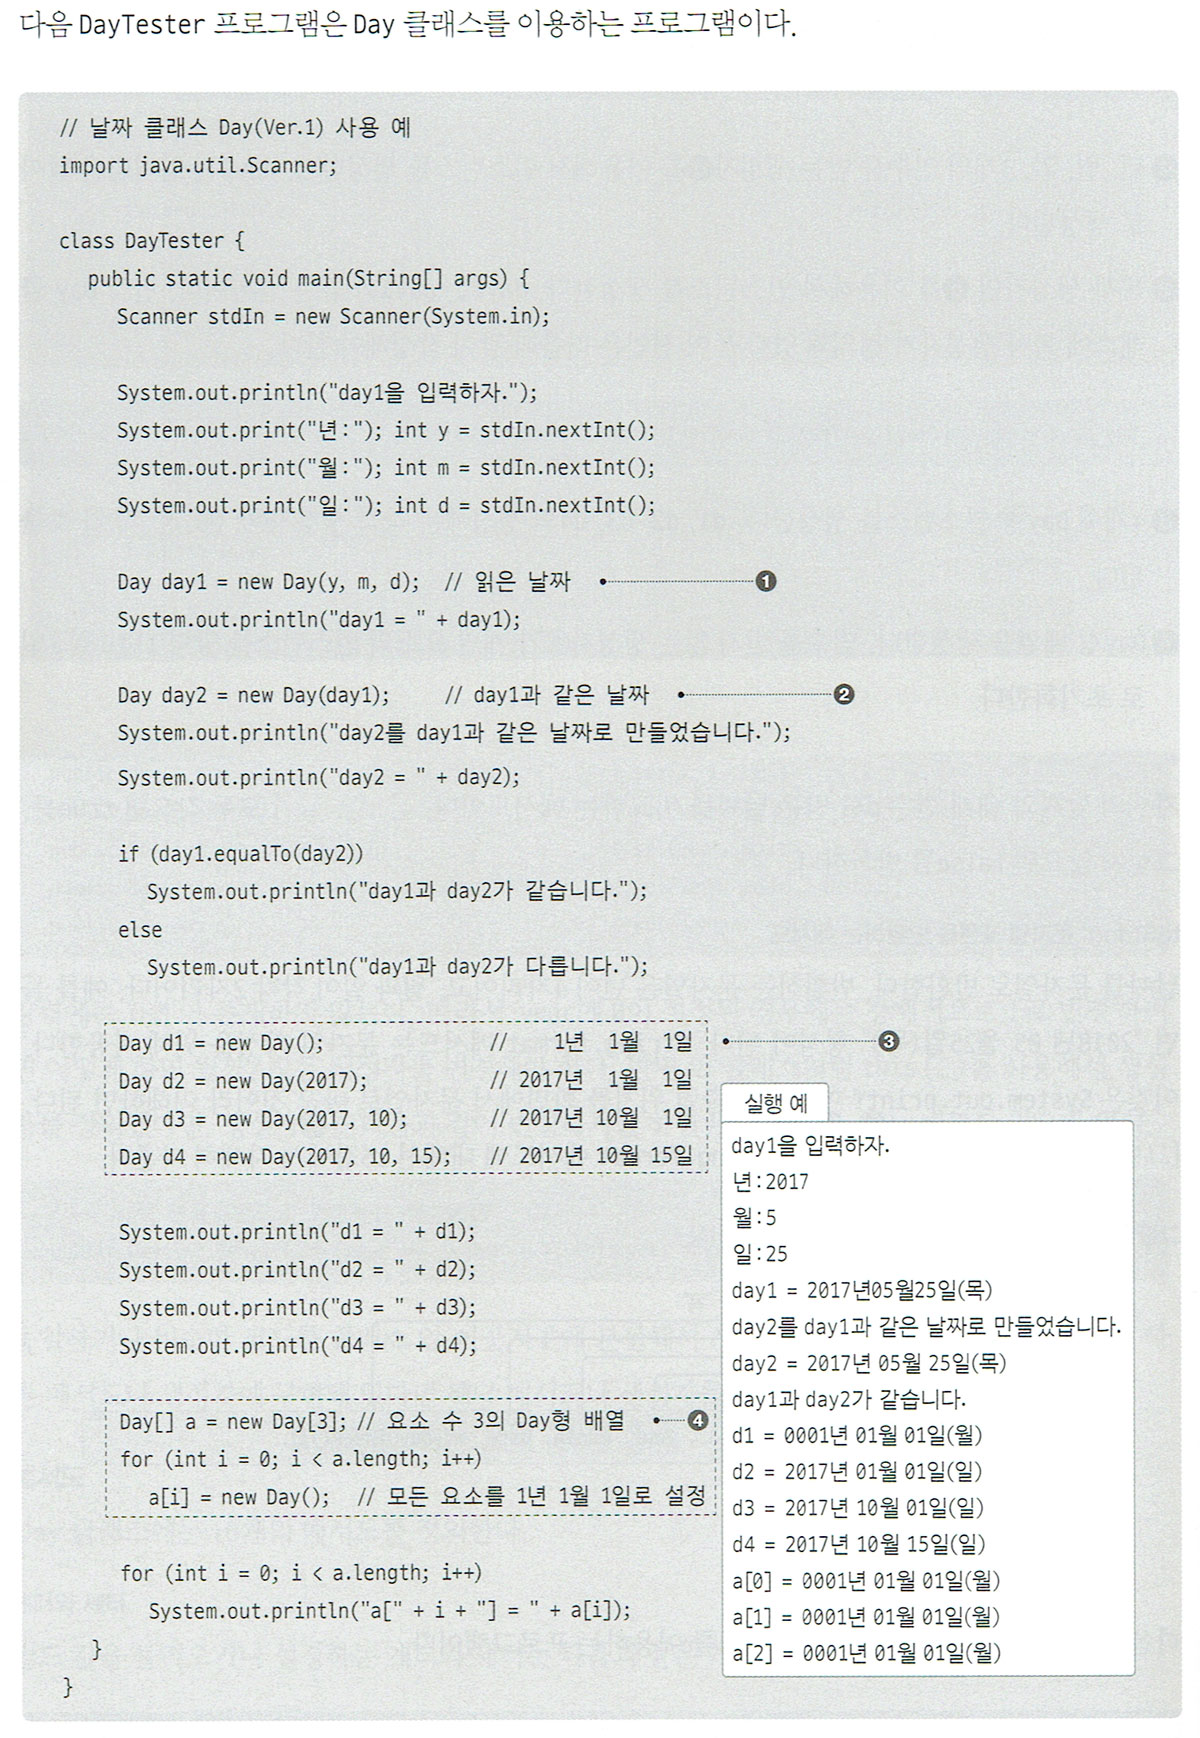 다음 DayTester 프로그램은 Day 클래스를 이용하는 프로그램이다.
// 날짜 클래스 Day(Ver.1) 사용 예
import java.util.Scanner;
class DayTester {
public static void main(String[] args) {
Scanner stdIn = new Scanner(System.in);
System.out.println("day1을 입력하자.");
System.out.print("년:"); int y = stdIn.nextInt();
System.out.print("월:"); int m = stdIn.nextInt();
System.out.print("일:"); int d = stdIn.nextInt();
Day day1 = new Day(y, m, d); // 읽은 날짜 ❶
System.out.println("day1 = " + day1);
Day day2 = new Day(day1); // day1과 같은 날짜 ❷
System.out.println("day2를 day1과 같은 날짜로 만들었습니다.");
System.out.println("day2 = " + day2);
if (day1.equalTo(day2))
System.out.println("day1과 day2가 같습니다.");
else
System.out.println("day1과 day2가 다릅니다.");
Day d1 = new Day(); // 1년 1월 1일 ❸
Day d2 = new Day(2017); // 2017년 1월 1일
Day d3 = new Day(2017, 10); // 2017년 10월 1일
Day d4 = new Day(2017, 10, 15); // 2017년 10월 15일
System.out.println("d1 = " + d1);
System.out.println("d2 = " + d2);
System.out.println("d3 = " + d3);
System.out.println("d4 = " + d4);
Day[] a = new Day[3]; // 요소 수 3의 Day형 배열 ❹
for (int i = 0; i < a.length; i++)
a[i] = new Day(); // 모든 요소를 1년 1월 1일로 설정
for (int i = 0; i < a.length; i++)
System.out.println("a[" + i + "] = " + a[i]);
}
}
실행 예
day1을 입력하자.
년:2017
월:5
일:25
day1 = 2017년05월25일(목)
day2를 day1과 같은 날짜로 만들었습니다.
day2 = 2017년 05월 25일(목)
day1과 day2가 같습니다.
d1 = 0001년 01월 01일(월)
d2 = 2017년 01월 01일(일)
d3 = 2017년 10월 01일(일)
d4 = 2017년 10월 15일(일)
a[0] = 0001년 01월 01일(월)
a[1] = 0001년 01월 01일(월)
a[2] = 0001년 01월 01일(월)